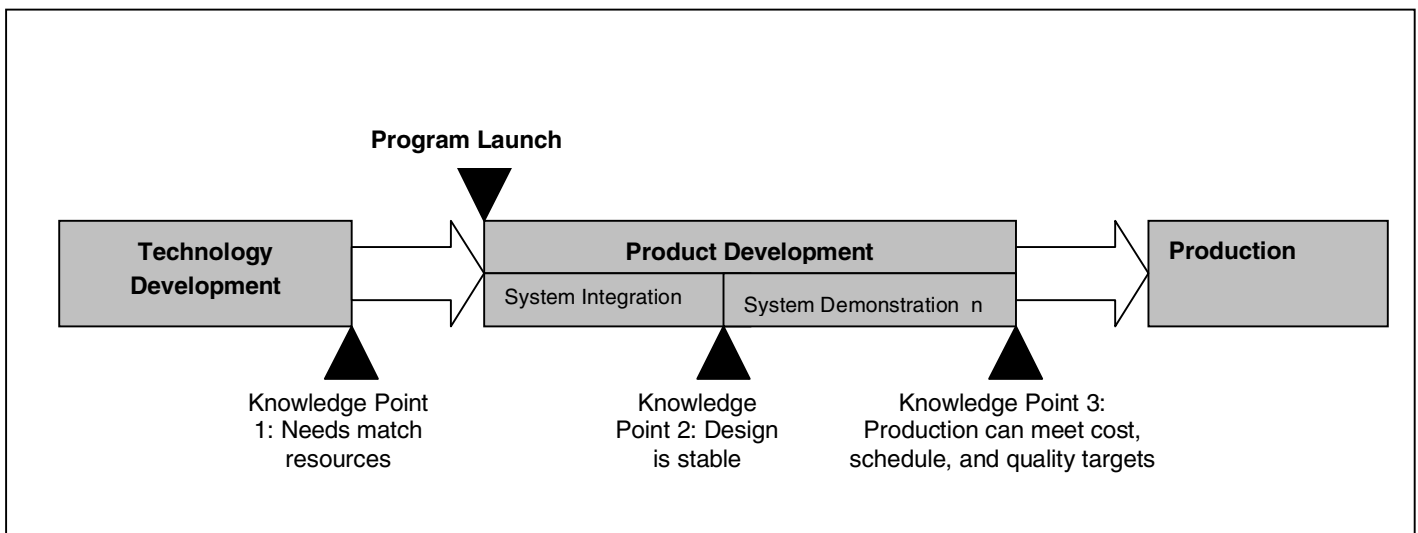 Program Launch
Technology
Development
Product Development
System Integration
System Demonstration n
Production
Knowledge Point
1: Needs match
resources
Knowledge
Point 2: Design
is stable
Knowledge Point 3:
Production can meet cost,
schedule, and quality targets